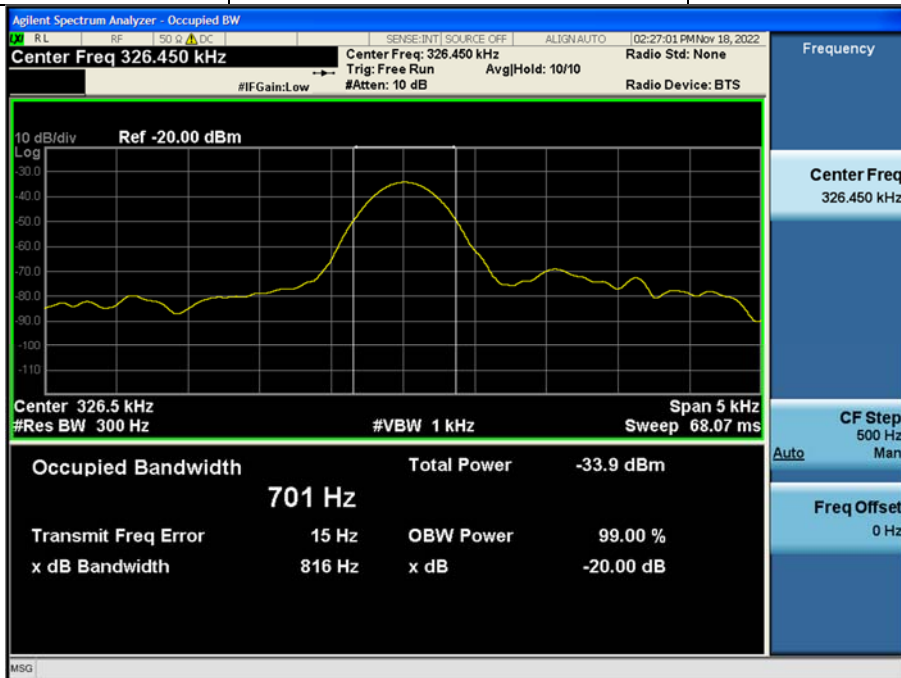 Agilent Spectrum Analyzer - Occupied BW
LXI RL RF 50 Ω DC SENSE:INT SOURCE OFF ALIGN AUTO 02:27:01 PM Nov 18, 2022
Center Freq 326.450 kHz
Center Freq: 326.450 kHz
Radio Std: None
Trig: Free Run Avg|Hold: 10/10
#IFGain:Low
#Atten: 10 dB
Radio Device: BTS
10 dB/div Ref -20.00 dBm
Log
-30.0
-40.0
-50.0
-60.0
-70.0
-80.0
-90.0
-100
-110
Center 326.5 kHz Span 5 kHz
#Res BW 300 Hz #VBW 1 kHz Sweep 68.07 ms
Occupied Bandwidth Total Power -33.9 dBm
701 Hz
Transmit Freq Error 15 Hz OBW Power 99.00 %
x dB Bandwidth 816 Hz x dB -20.00 dB
MSG
Frequency
Center Freq
326.450 kHz
CF Step
500 Hz
Auto Man
Freq Offset
0 Hz